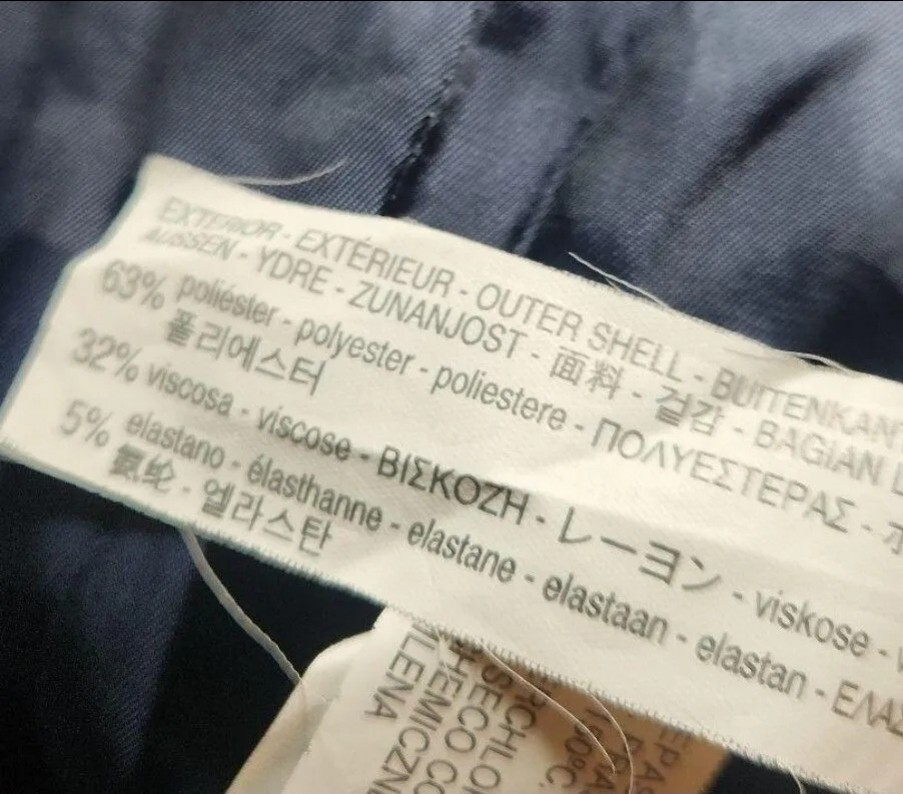 EXTERIOR - EXTÉRIEUR - OUTER SHELL - BUITENKANT
AUSSEN - YDRE - ZUNANJOST - 面料 - 겉감 - BAGIAN
63% poliéster - polyester - poliestere - ΠΟΛΥΕΣΤΕΡΑΣ -
폴리에스터
32% viscosa - viscose - ΒΙΣΚΟΖΗ - レーヨン - viskose -
5% elastano - élasthanne - elastane - elastaan - elastan -
氨纶 - 엘라스탄
SECO
150°C.